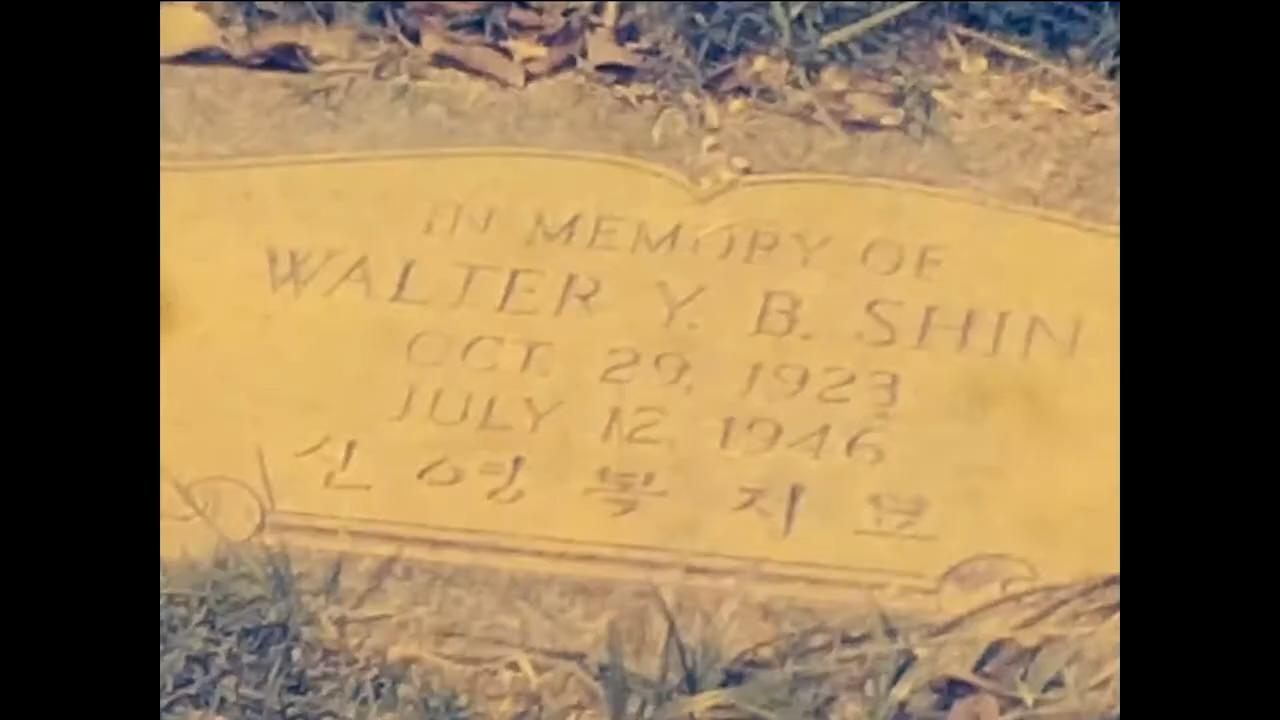 IN MEMORY OF
WALTER Y. B. SHIN
OCT. 29, 1923
JULY 12, 1946
신 영 복 지 묘